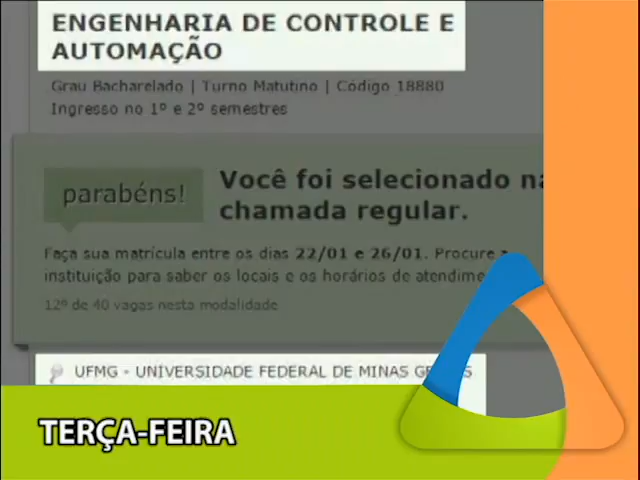 ENGENHARIA DE CONTROLE E
AUTOMAÇÃO
Grau Bacharelado | Turno Matutino | Código 18880
Ingresso no 1º e 2º semestres
parabéns!
Você foi selecionado na
chamada regular.
Faça sua matrícula entre os dias 22/01 e 26/01. Procure a
instituição para saber os locais e os horários de
12º de 40 vagas nesta modalidade
UFMG - UNIVERSIDADE FEDERAL DE MINAS
TERÇA-FEIRA